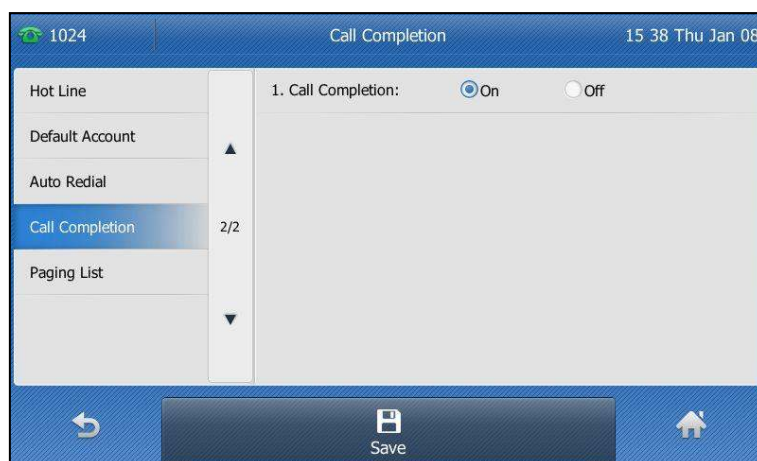 1024 Call Completion 15 38 Thu Jan 08
Hot Line
1. Call Completion: On Off
Default Account
Auto Redial
Call Completion
2/2
Paging List
Save